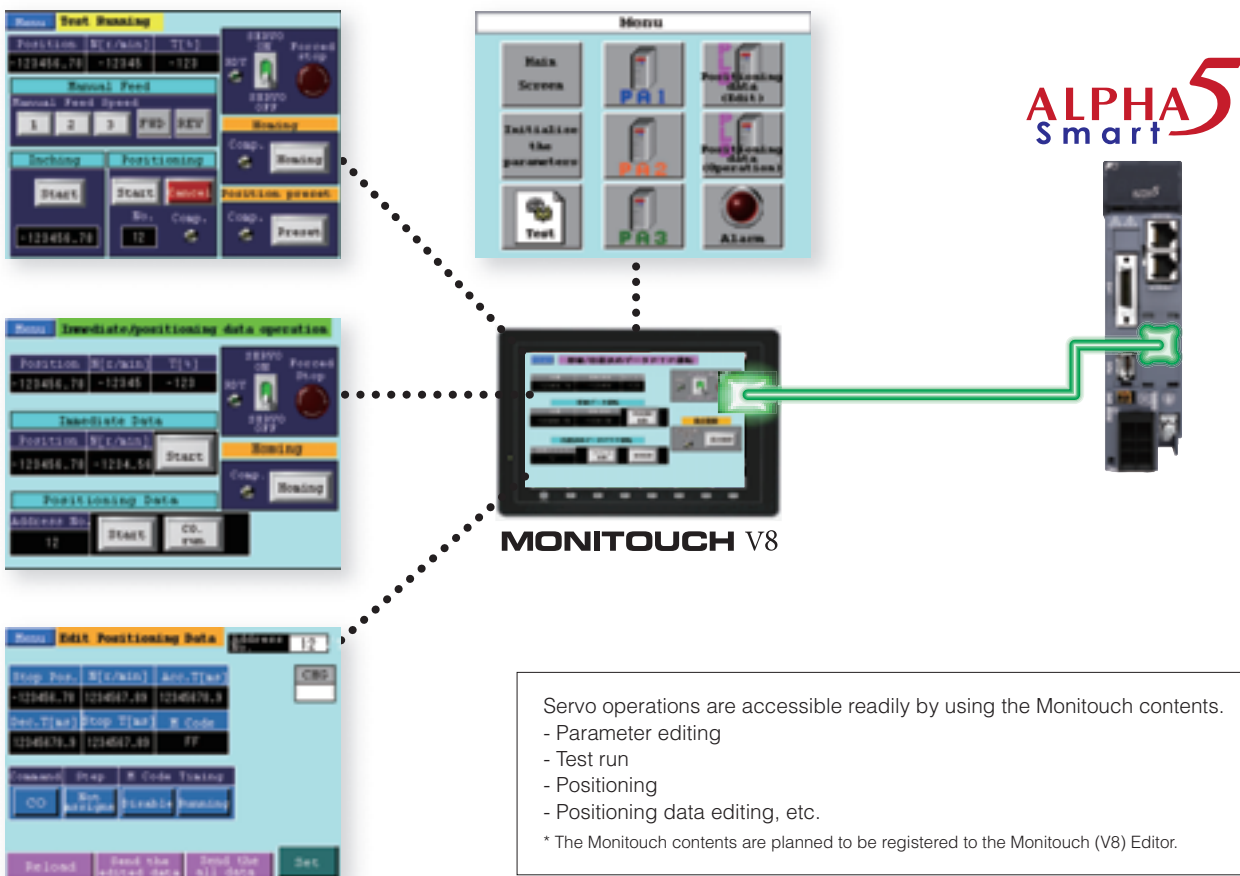 Menu Test Running
Position N[r/min] T[%]
-123456.78 -12345 -123
SERVO
ON
Forced
stop
RDY
SERVO
OFF
Manual Feed
Manual Feed Speed
1 2 3 FWD REV
Homing
Comp.
Homing
Inching Positioning
Start Start Cancel
Position preset
No. Comp.
Comp.
Preset
-123456.78 12
Menu
Main
Screen
PA1
Positioning
data
(Edit)
Initialize
the
parameters
PA2
Positioning
data
(Operation)
Test
PA3
Alarm
ALPHA5
Smart
Menu Immediate/positioning data operation
Position N[r/min] T[%]
-123456.78 -12345 -123
SERVO
ON
Forced
Stop
RDY
SERVO
OFF
Immediate Data
Position N[r/min]
Start
-123456.78 -1234.56
Homing
Comp.
Homing
Positioning Data
Address No.
12
Start
CO.
run
MONITOUCH V8
Menu Edit Positioning Data Address
No. 12
Stop Pos. N[r/min] Acc.T[ms]
-123456.78 1234567.89 12345678.9
Dec.T[ms] Stop T[ms] M Code
12345678.9 1234567.89 FF
Command Step M Code Timing
CO Not
assigns Disable Running
Reload
Send the
edited data
Send the
all data
Set
Servo operations are accessible readily by using the Monitouch contents.
- Parameter editing
- Test run
- Positioning
- Positioning data editing, etc.
* The Monitouch contents are planned to be registered to the Monitouch (V8) Editor.